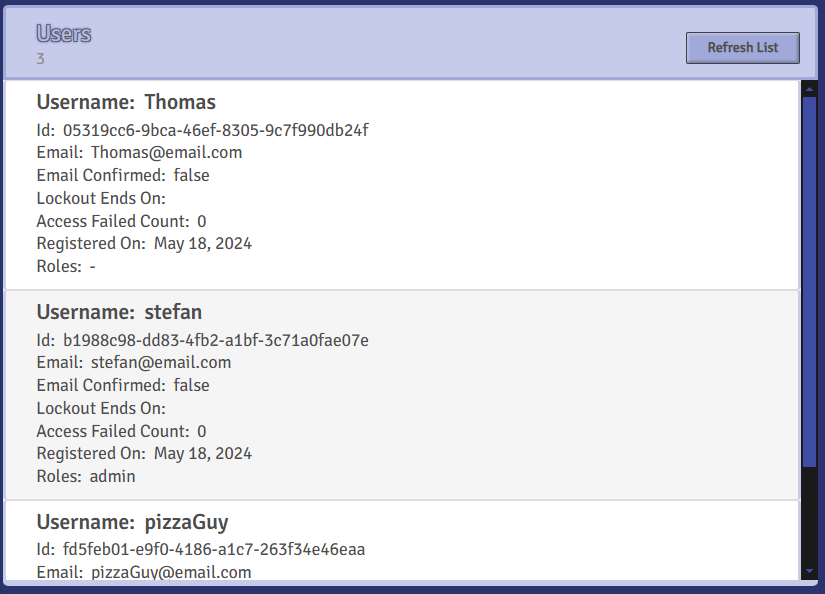 Users
3
Refresh List
Username: Thomas
Id: 05319cc6-9bca-46ef-8305-9c7f990db24f
Email: Thomas@email.com
Email Confirmed: false
Lockout Ends On:
Access Failed Count: 0
Registered On: May 18, 2024
Roles: -
Username: stefan
Id: b1988c98-dd83-4fb2-a1bf-3c71a0fae07e
Email: stefan@email.com
Email Confirmed: false
Lockout Ends On:
Access Failed Count: 0
Registered On: May 18, 2024
Roles: admin
Username: pizzaGuy
Id: fd5feb01-e9f0-4186-a1c7-263f34e46eaa
Email: pizzaGuy@email.com